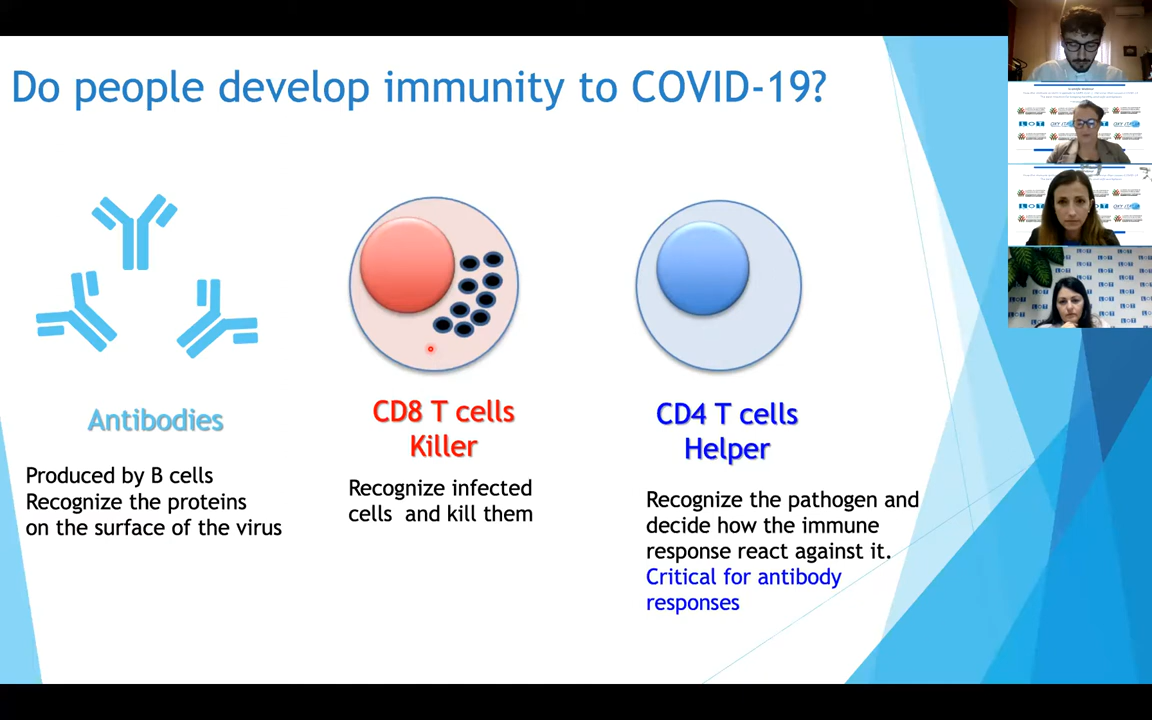 Do people develop immunity to COVID-19?
Antibodies
Produced by B cells
Recognize the proteins
on the surface of the virus
CD8 T cells
Killer
Recognize infected
cells and kill them
CD4 T cells
Helper
Recognize the pathogen and
decide how the immune
response react against it.
Critical for antibody
responses
LOT